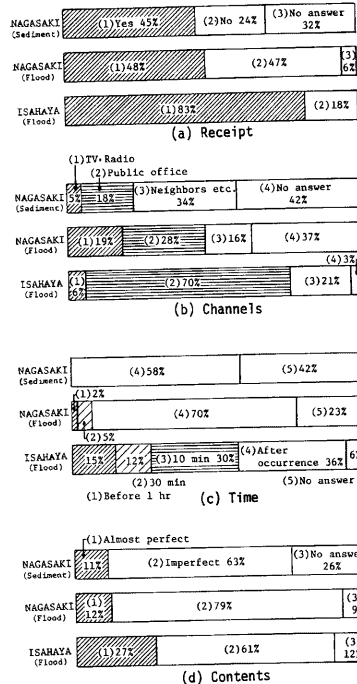 NAGASAKI (1)Yes 45% (2)No 24% (3)No answer
(Sediment) 32%
NAGASAKI (1)48% (2)47% (3)
(Flood) 6%
ISAHAYA (1)83% (2)18%
(Flood)
(a) Receipt
(1)TV·Radio
(2)Public office
NAGASAKI 5% 18% (3)Neighbors etc. (4)No answer
(Sediment) 34% 42%
NAGASAKI (1)19% (2)28% (3)16% (4)37%
(Flood)
(4)3%
ISAHAYA (1) (2)70% (3)21%
(Flood) 6%
(b) Channels
NAGASAKI (4)58% (5)42%
(Sediment)
(1)2%
NAGASAKI (4)70% (5)23%
(Flood)
(2)5%
ISAHAYA 15% 12% (3)10 min 30% (4)After
(Flood) occurrence 36% 6
(2)30 min (5)No answer
(1)Before 1 hr
(c) Time
(1)Almost perfect
NAGASAKI 11% (2)Imperfect 63% (3)No answe
(Sediment) 26%
NAGASAKI (1) (2)79% (3
(Flood) 12% 9
ISAHAYA (1)27% (2)61% (3
(Flood) 12
(d) Contents